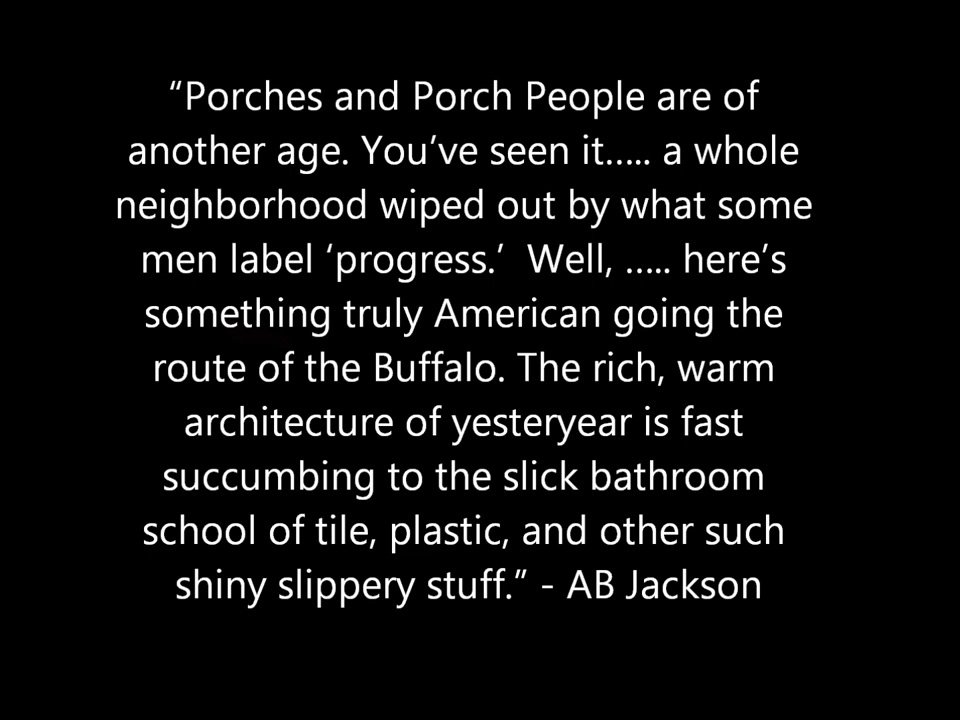 “Porches and Porch People are of
another age. You’ve seen it….. a whole
neighborhood wiped out by what some
men label ‘progress.’  Well, ….. here’s
something truly American going the
route of the Buffalo. The rich, warm
architecture of yesteryear is fast
succumbing to the slick bathroom
school of tile, plastic, and other such
shiny slippery stuff.” - AB Jackson